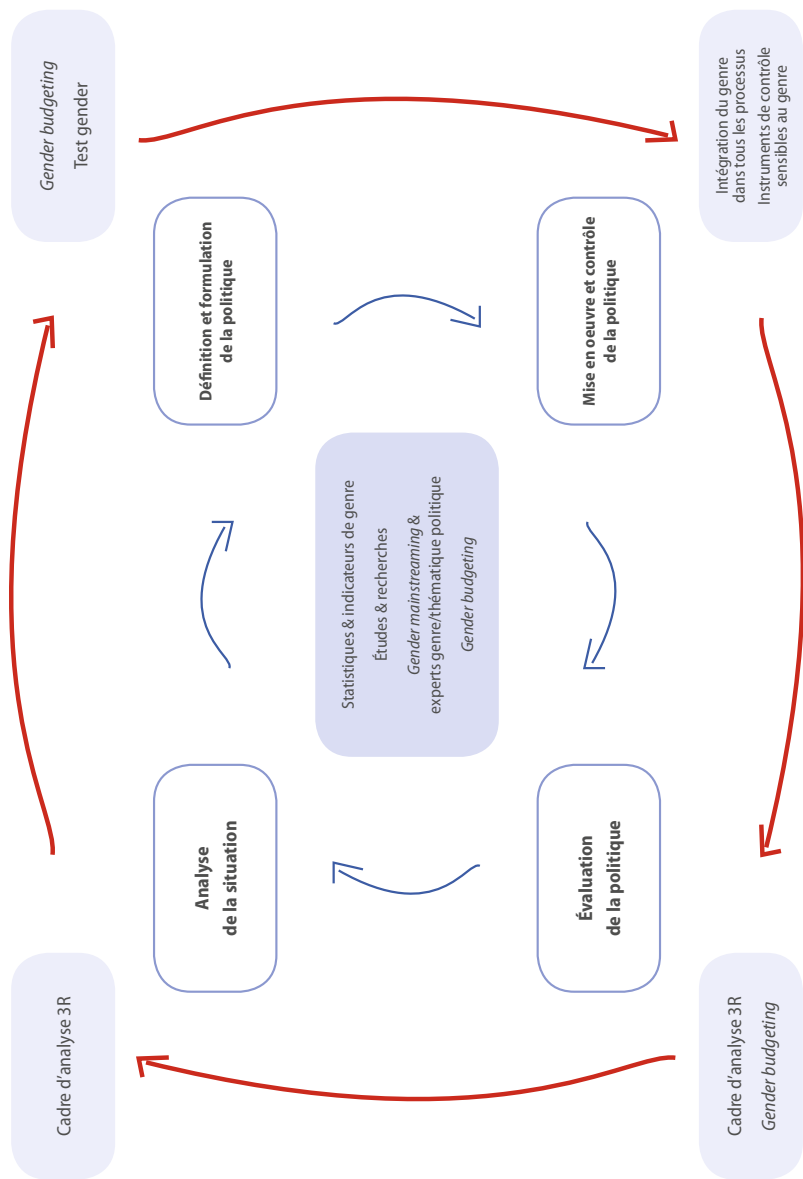 Cadre d'analyse 3R
Gender budgeting
Test gender
Analyse
de la situation
Définition et formulation
de la politique
Statistiques & indicateurs de genre
Études & recherches
Gender mainstreaming &
experts genre/thématique politique
Gender budgeting
Évaluation
de la politique
Mise en oeuvre et contrôle
de la politique
Cadre d'analyse 3R
Gender budgeting
Intégration du genre
dans tous les processus
Instruments de contrôle
sensibles au genre